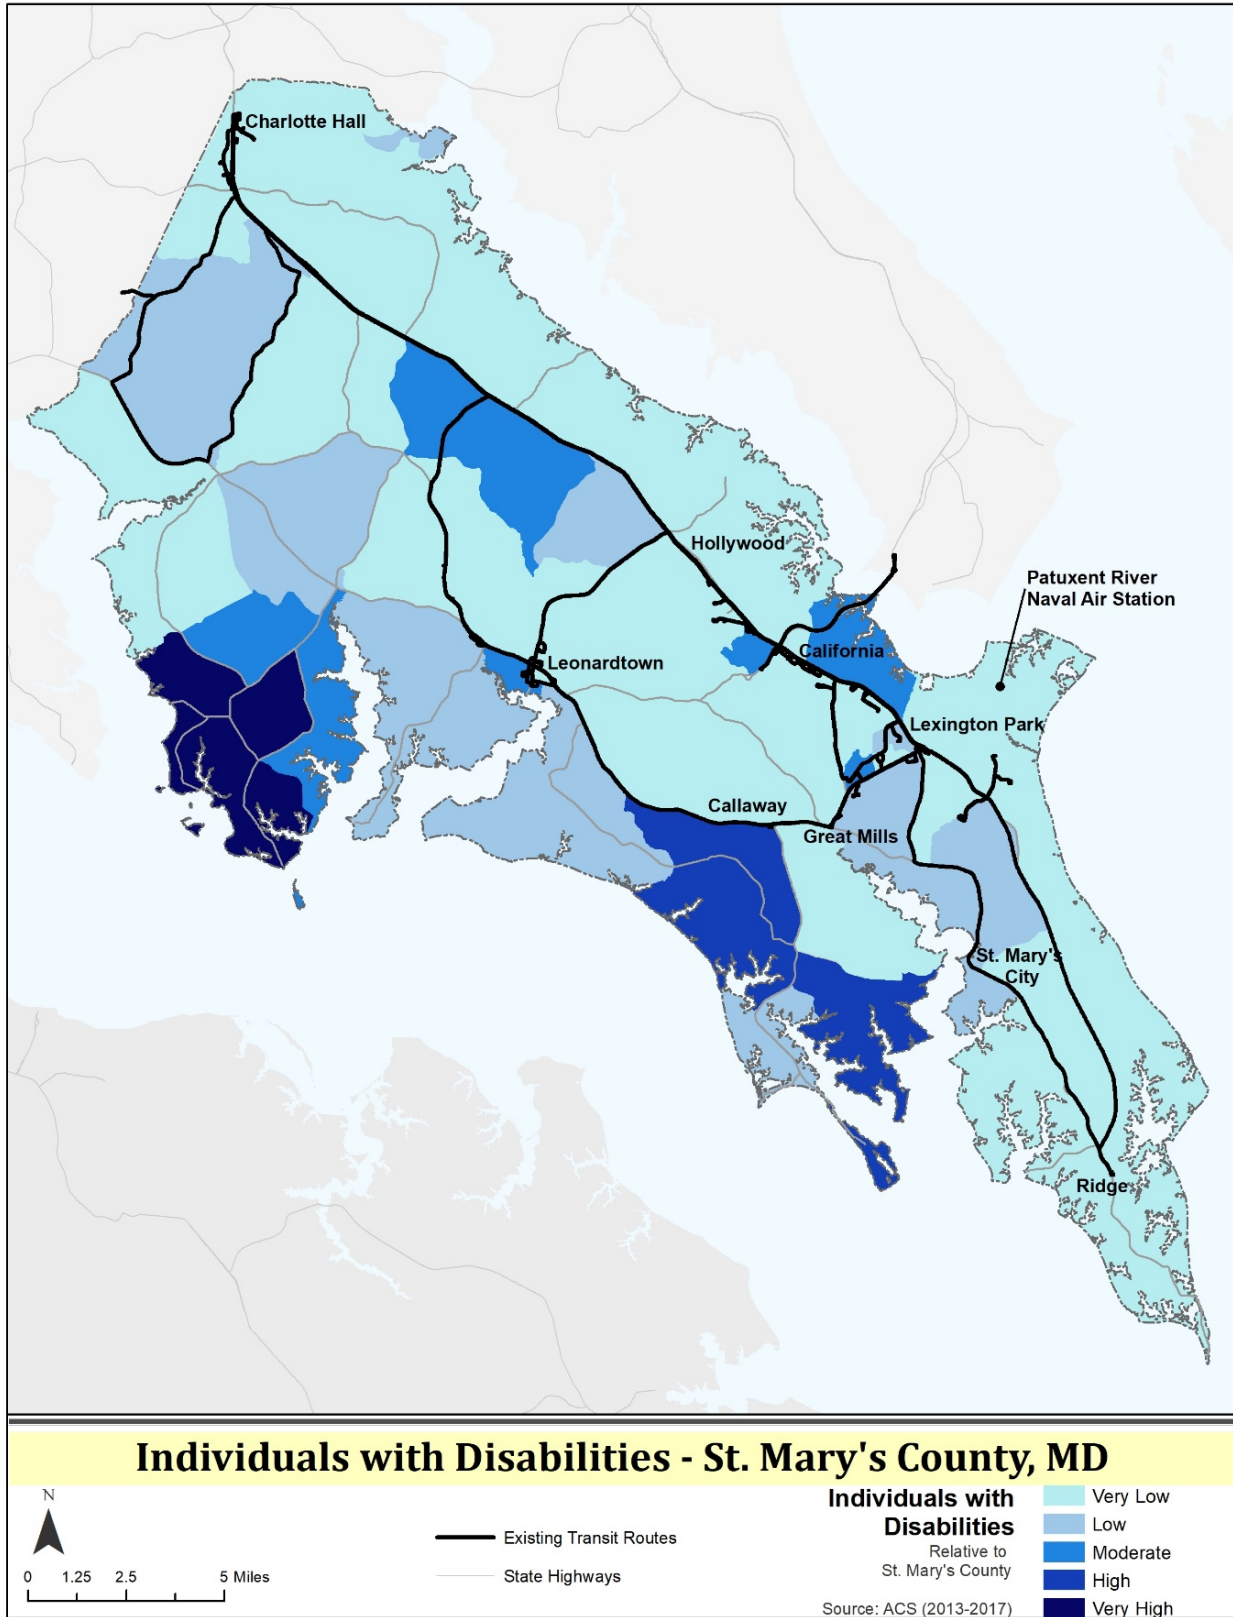 Charlotte Hall
Hollywood
Patuxent River
Naval Air Station
California
Leonardtown
Lexington Park
Callaway
Great Mills
St. Mary's
City
Ridge
Individuals with Disabilities - St. Mary's County, MD
N
0 1.25 2.5 5 Miles
Existing Transit Routes
State Highways
Individuals with
Disabilities
Relative to
St. Mary's County
Source: ACS (2013-2017)
Very Low
Low
Moderate
High
Very High